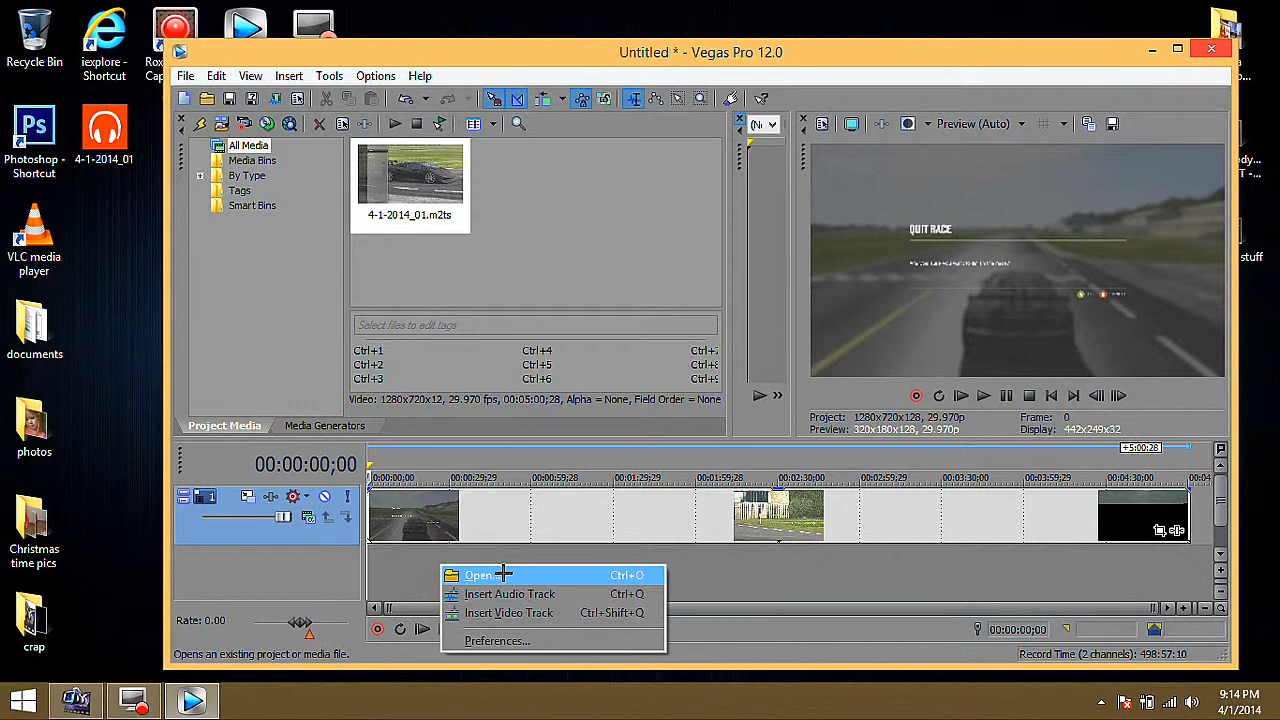 Untitled * - Vegas Pro 12.0
File Edit View Insert Tools Options Help
Recycle Bin
iexplore - Shortcut
Rox
Cap
Photoshop - Shortcut
4-1-2014_01
VLC media player
documents
photos
Christmas time pics
crap
stuff
All Media
Media Bins
By Type
Tags
Smart Bins
4-1-2014_01.m2ts
Select files to edit tags
Ctrl+1 Ctrl+4
Ctrl+2 Ctrl+5
Ctrl+3 Ctrl+6
Video: 1280x720x12, 29.970 fps, 00:05:00;28, Alpha = None, Field Order = None
Project Media Media Generators
Preview (Auto)
QUIT RACE
Project: 1280x720x128, 29.970p Frame: 0
Preview: 320x180x128, 29.970p Display: 442x249x32
+5:00;28
00:00:00;00
0:00:00;00 00:00:29;29 00:00:59;28 00:01:29;29 00:01:59;28 00:02:30;00 00:02:59;29 00:03:30;00 00:03:59;29 00:04:30;00 00:04
1
Open... Ctrl+O
Insert Audio Track Ctrl+Q
Insert Video Track Ctrl+Shift+Q
Preferences...
Rate: 0.00
00:00:00;00
Opens an existing project or media file.
Record Time (2 channels): 498:57:10
9:14 PM
4/1/2014